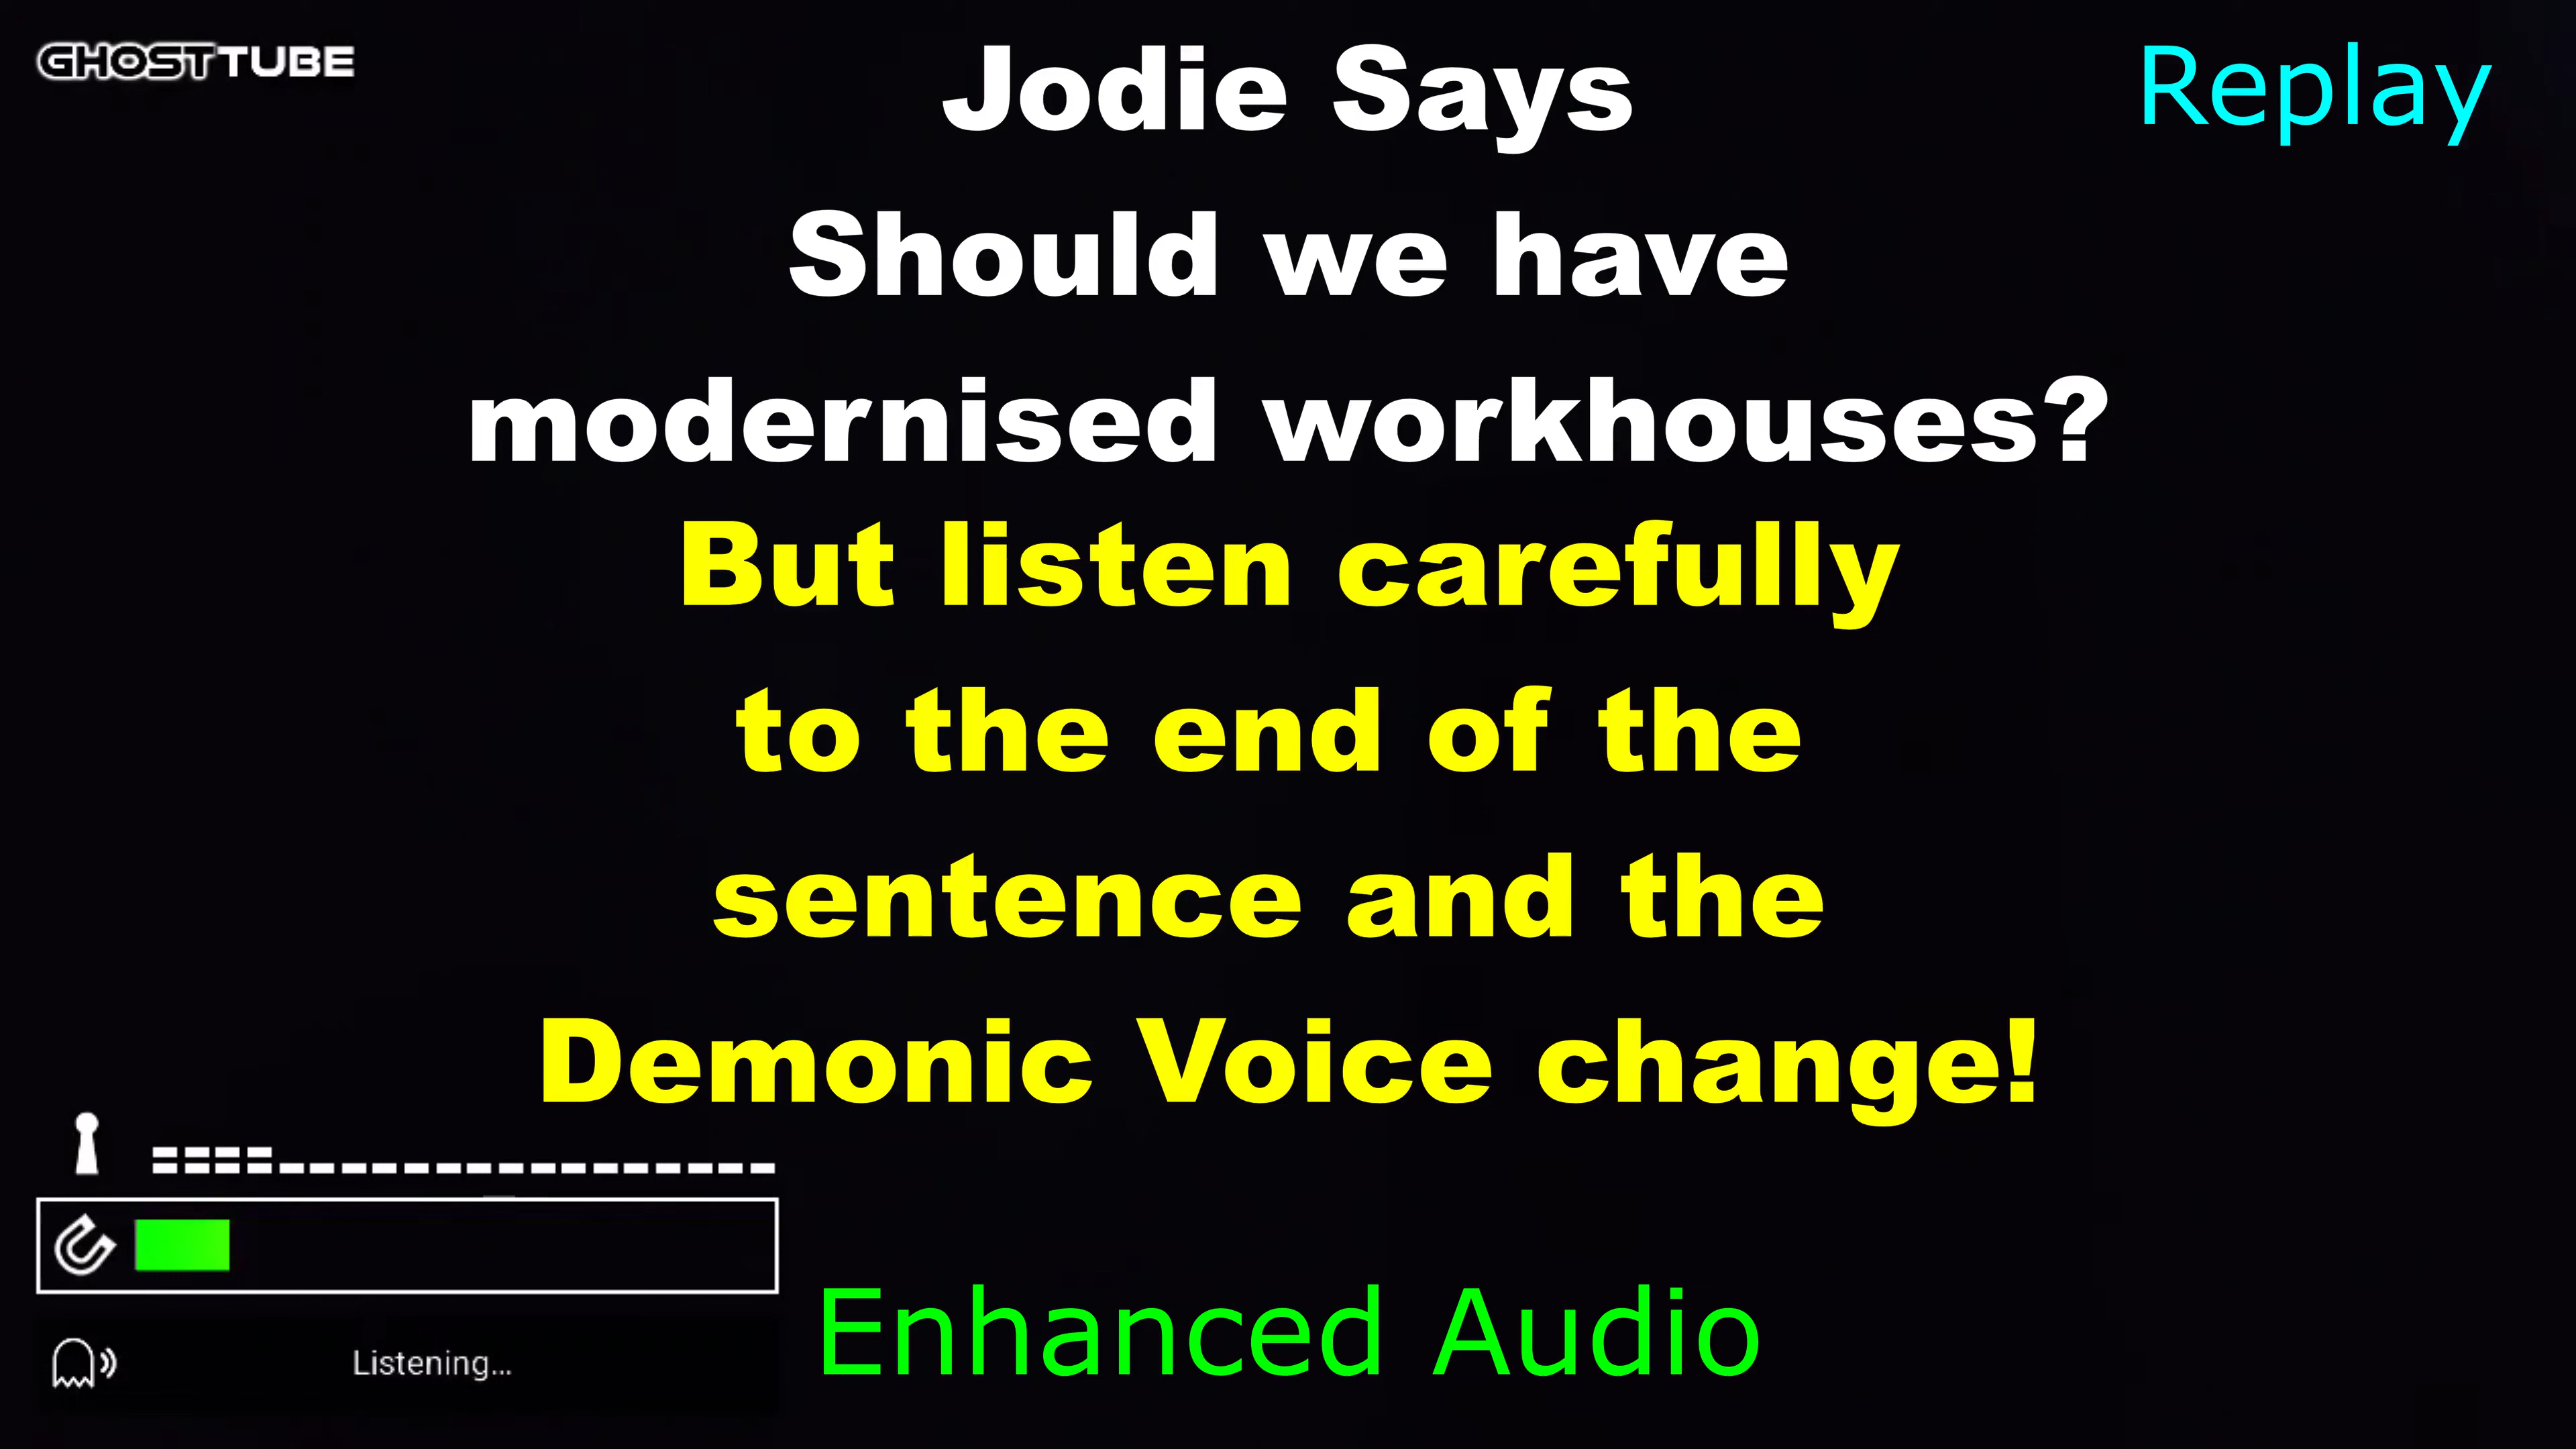 GHOSTTUBE
Replay
Jodie Says
Should we have
modernised workhouses?
But listen carefully
to the end of the
sentence and the
Demonic Voice change!
Listening...
Enhanced Audio